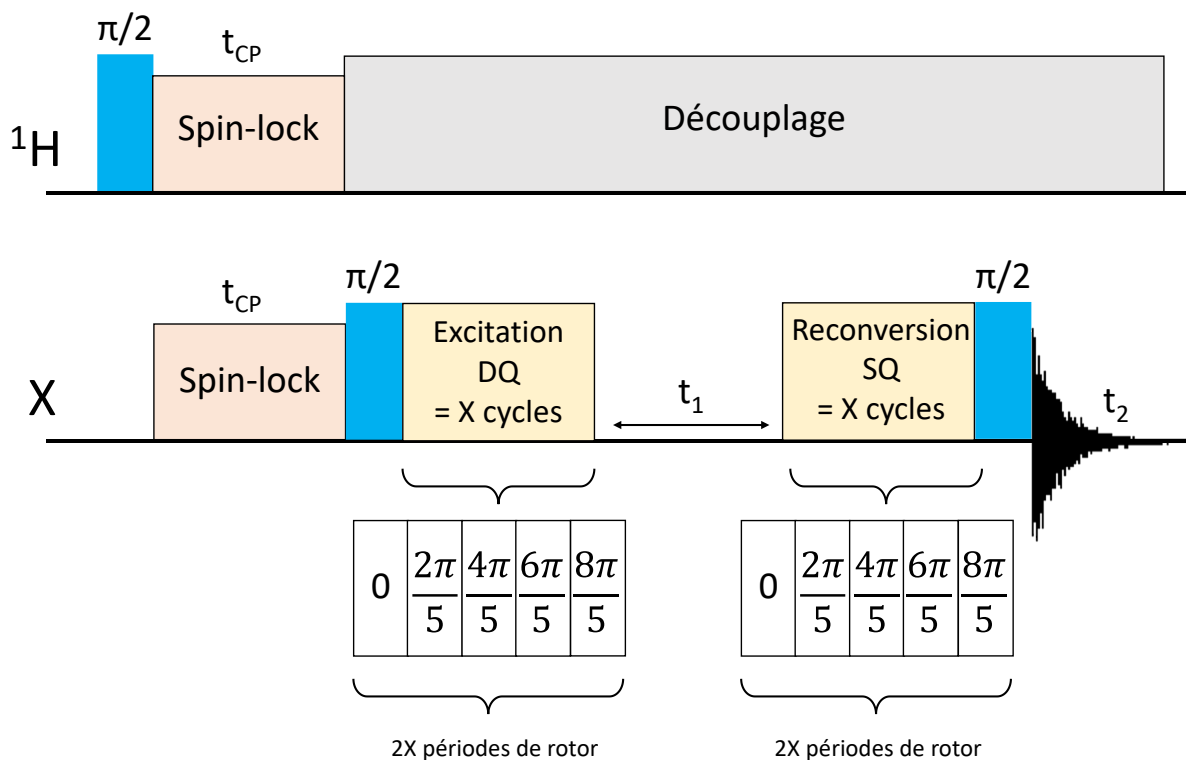 π/2
t_CP
¹H
Spin-lock
Découplage
t_CP
π/2
π/2
X
Spin-lock
Excitation
DQ
= X cycles
t₁
Reconversion
SQ
= X cycles
t₂
0 2π/5 4π/5 6π/5 8π/5
0 2π/5 4π/5 6π/5 8π/5
2X périodes de rotor
2X périodes de rotor